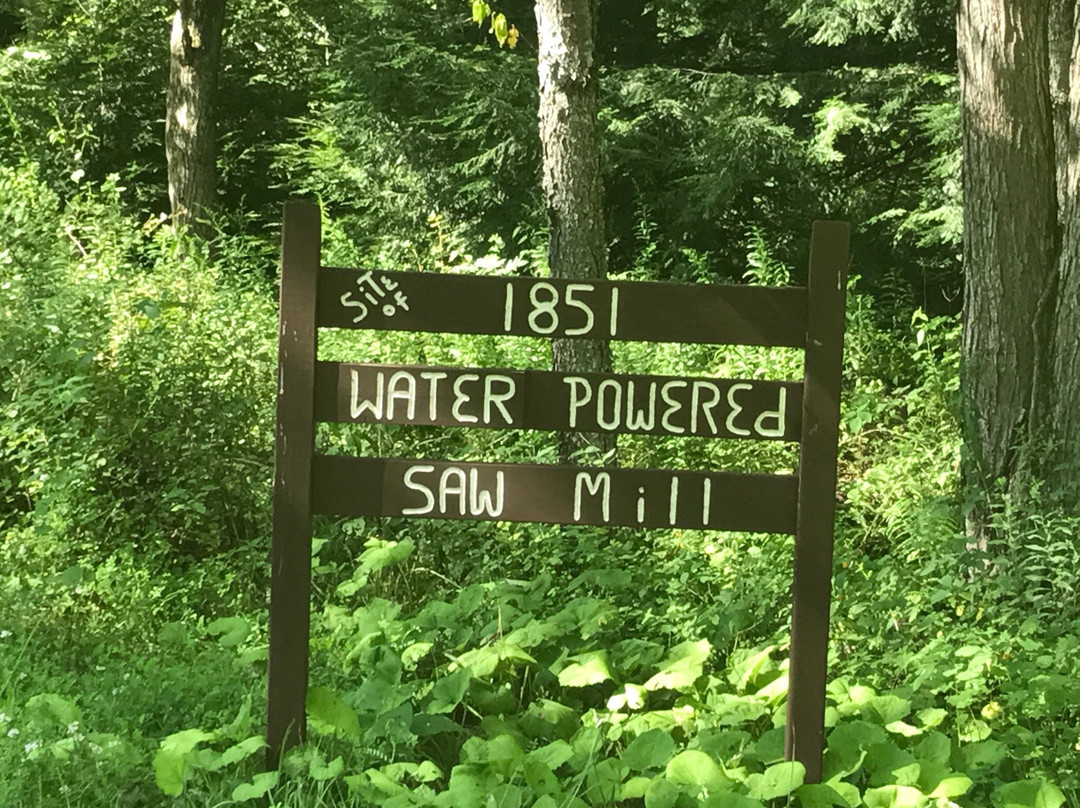 SiTE of 1851
WATER POWEREd
SAW Mill